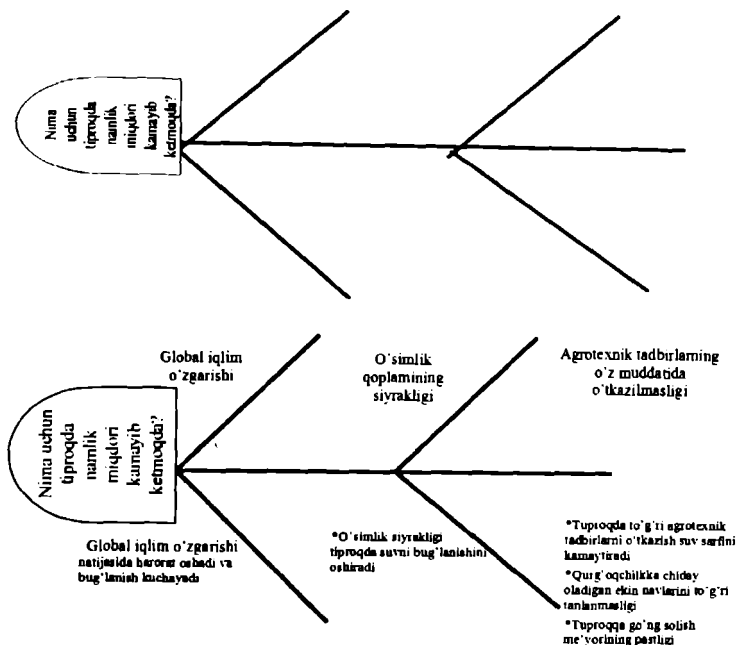 Nima
uchun
tiproqda
namlik
miqdori
kamayib
ketmoqda?
Global iqlim
o'zgarishi
O'simlik
qoplamining
siyrakligi
Agrotexnik tadbirlarning
o'z muddatida
o'tkazilmasligi
Nima uchun
tiproqda
namlik
miqdori
kamayib
ketmoqda?
Global iqlim o'zgarishi
natijasida harorat oshadi va
bug'lanish kuchayadi
*O'simlik siyrakligi
tiproqda suvni bug'lanishini
oshiradi
*Tuproqda to'g'ri agrotexnik
tadbirlarni o'tkazish suv sarfini
kamaytiradi
*Qurg'oqchilikka chiday
oladigan ekin navlarini to'g'ri
tanlanmasligi
*Tuproqqa go'ng solish
me'yorining pastligi